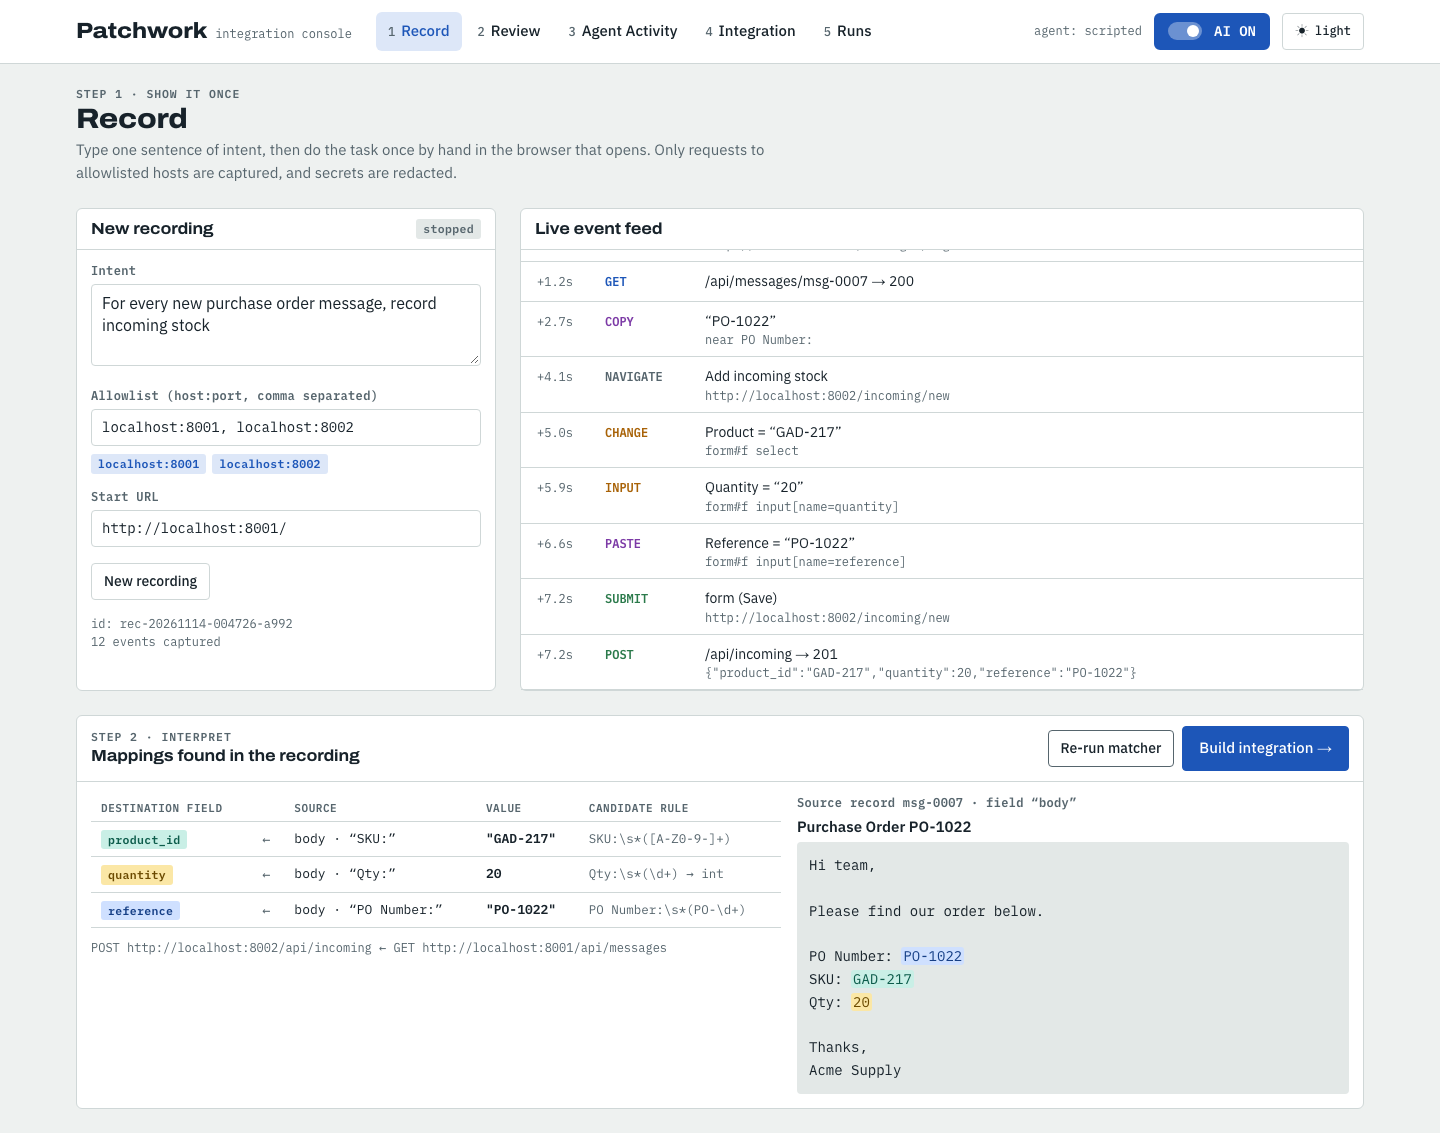 Patchwork integration console
1 Record
2 Review
3 Agent Activity
4 Integration
5 Runs
agent: scripted
AI ON
☀ light
STEP 1 · SHOW IT ONCE
Record
Type one sentence of intent, then do the task once by hand in the browser that opens. Only requests to
allowlisted hosts are captured, and secrets are redacted.
New recording
stopped
Intent
For every new purchase order message, record
incoming stock
Allowlist (host:port, comma separated)
localhost:8001, localhost:8002
localhost:8001 localhost:8002
Start URL
http://localhost:8001/
New recording
id: rec-20261114-004726-a992
12 events captured
Live event feed
+1.2s GET /api/messages/msg-0007 → 200
+2.7s COPY “PO-1022”
near PO Number:
+4.1s NAVIGATE Add incoming stock
http://localhost:8002/incoming/new
+5.0s CHANGE Product = “GAD-217”
form#f select
+5.9s INPUT Quantity = “20”
form#f input[name=quantity]
+6.6s PASTE Reference = “PO-1022”
form#f input[name=reference]
+7.2s SUBMIT form (Save)
http://localhost:8002/incoming/new
+7.2s POST /api/incoming → 201
{"product_id":"GAD-217","quantity":20,"reference":"PO-1022"}
STEP 2 · INTERPRET
Mappings found in the recording
Re-run matcher
Build integration →
DESTINATION FIELD SOURCE VALUE CANDIDATE RULE
product_id ← body · “SKU:” "GAD-217" SKU:\s*([A-Z0-9-]+)
quantity ← body · “Qty:” 20 Qty:\s*(\d+) → int
reference ← body · “PO Number:” "PO-1022" PO Number:\s*(PO-\d+)
POST http://localhost:8002/api/incoming ← GET http://localhost:8001/api/messages
Source record msg-0007 · field “body”
Purchase Order PO-1022
Hi team,
Please find our order below.
PO Number: PO-1022
SKU: GAD-217
Qty: 20
Thanks,
Acme Supply